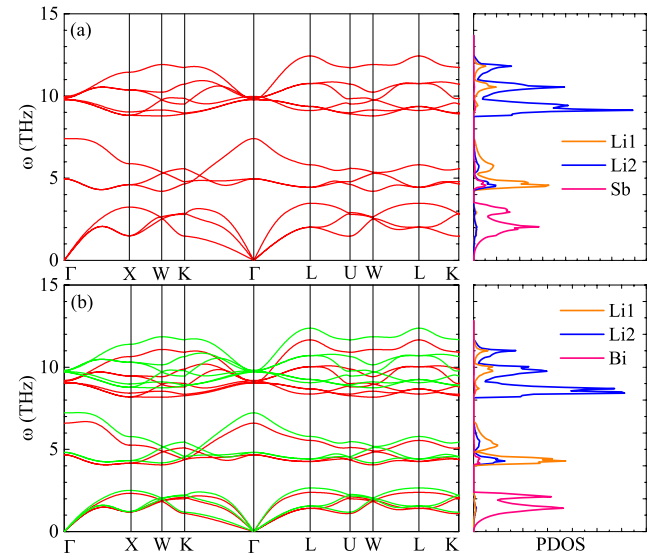 15
(a)
10
ω (THz)
5
0
Γ X W K Γ L U W L K
Li1
Li2
Sb
15
(b)
10
ω (THz)
5
0
Γ X W K Γ L U W L K
Li1
Li2
Bi
PDOS